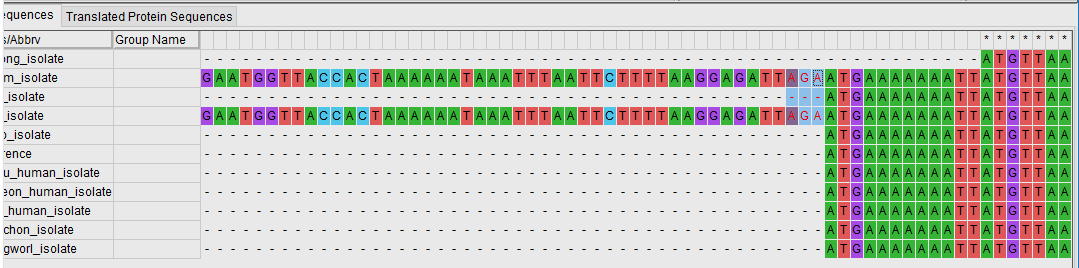 equences Translated Protein Sequences
s/Abbrv Group Name * * * * * * *
ong_isolate ------------------------------------------------------------ATGTTAA
m_isolate GAATGGTTACCACTAAAAAATAAATTTAATTCTTTTAAGGAGATTAGAATGAAAAAAATTATGTTAA
_isolate ------------------------------------------------ATGAAAAAAATTATGTTAA
_isolate GAATGGTTACCACTAAAAAATAAATTTAATTCTTTTAAGGAGATTAGAATGAAAAAAATTATGTTAA
o_isolate ------------------------------------------------ATGAAAAAAATTATGTTAA
rence ------------------------------------------------ATGAAAAAAATTATGTTAA
u_human_isolate ------------------------------------------------ATGAAAAAAATTATGTTAA
eon_human_isolate ------------------------------------------------ATGAAAAAAATTATGTTAA
_human_isolate ------------------------------------------------ATGAAAAAAATTATGTTAA
chon_isolate ------------------------------------------------ATGAAAAAAATTATGTTAA
gworl_isolate ------------------------------------------------ATGAAAAAAATTATGTTAA